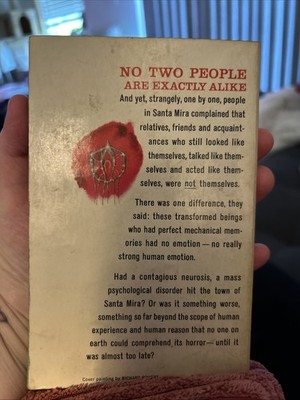 NO TWO PEOPLE
ARE EXACTLY ALIKE
And yet, strangely, one by one, people
in Santa Mira complained that
relatives, friends and acquaint-
ances who still looked like
themselves, talked like them-
selves and acted like them-
selves, were not themselves.
There was one difference, they
said: these transformed beings
who had perfect mechanical mem-
ories had no emotion—no really
strong human emotion.
Had a contagious neurosis, a mass
psychological disorder hit the town of
Santa Mira? Or was it something worse,
something so far beyond the scope of human
experience and human reason that no one on
earth could comprehend its horror—until it
was almost too late?
Cover painting by